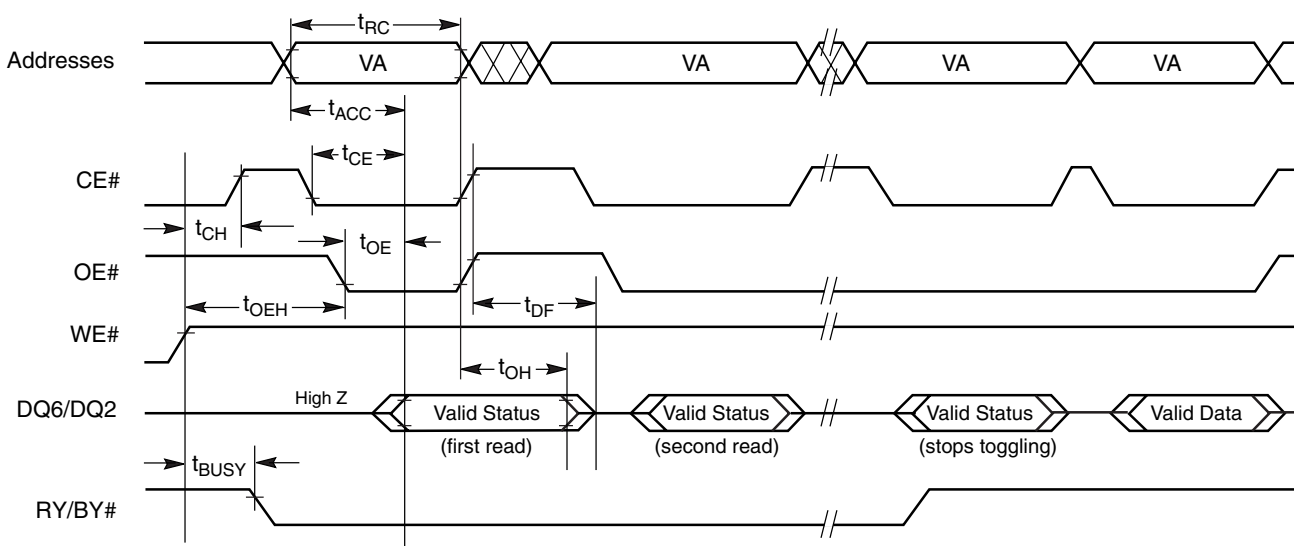 tRC
Addresses VA VA VA VA
tACC
tCE
CE#
tCH tOE
OE#
tOEH tDF
WE#
tOH
High Z
DQ6/DQ2 Valid Status Valid Status Valid Status Valid Data
(first read) (second read) (stops toggling)
tBUSY
RY/BY#